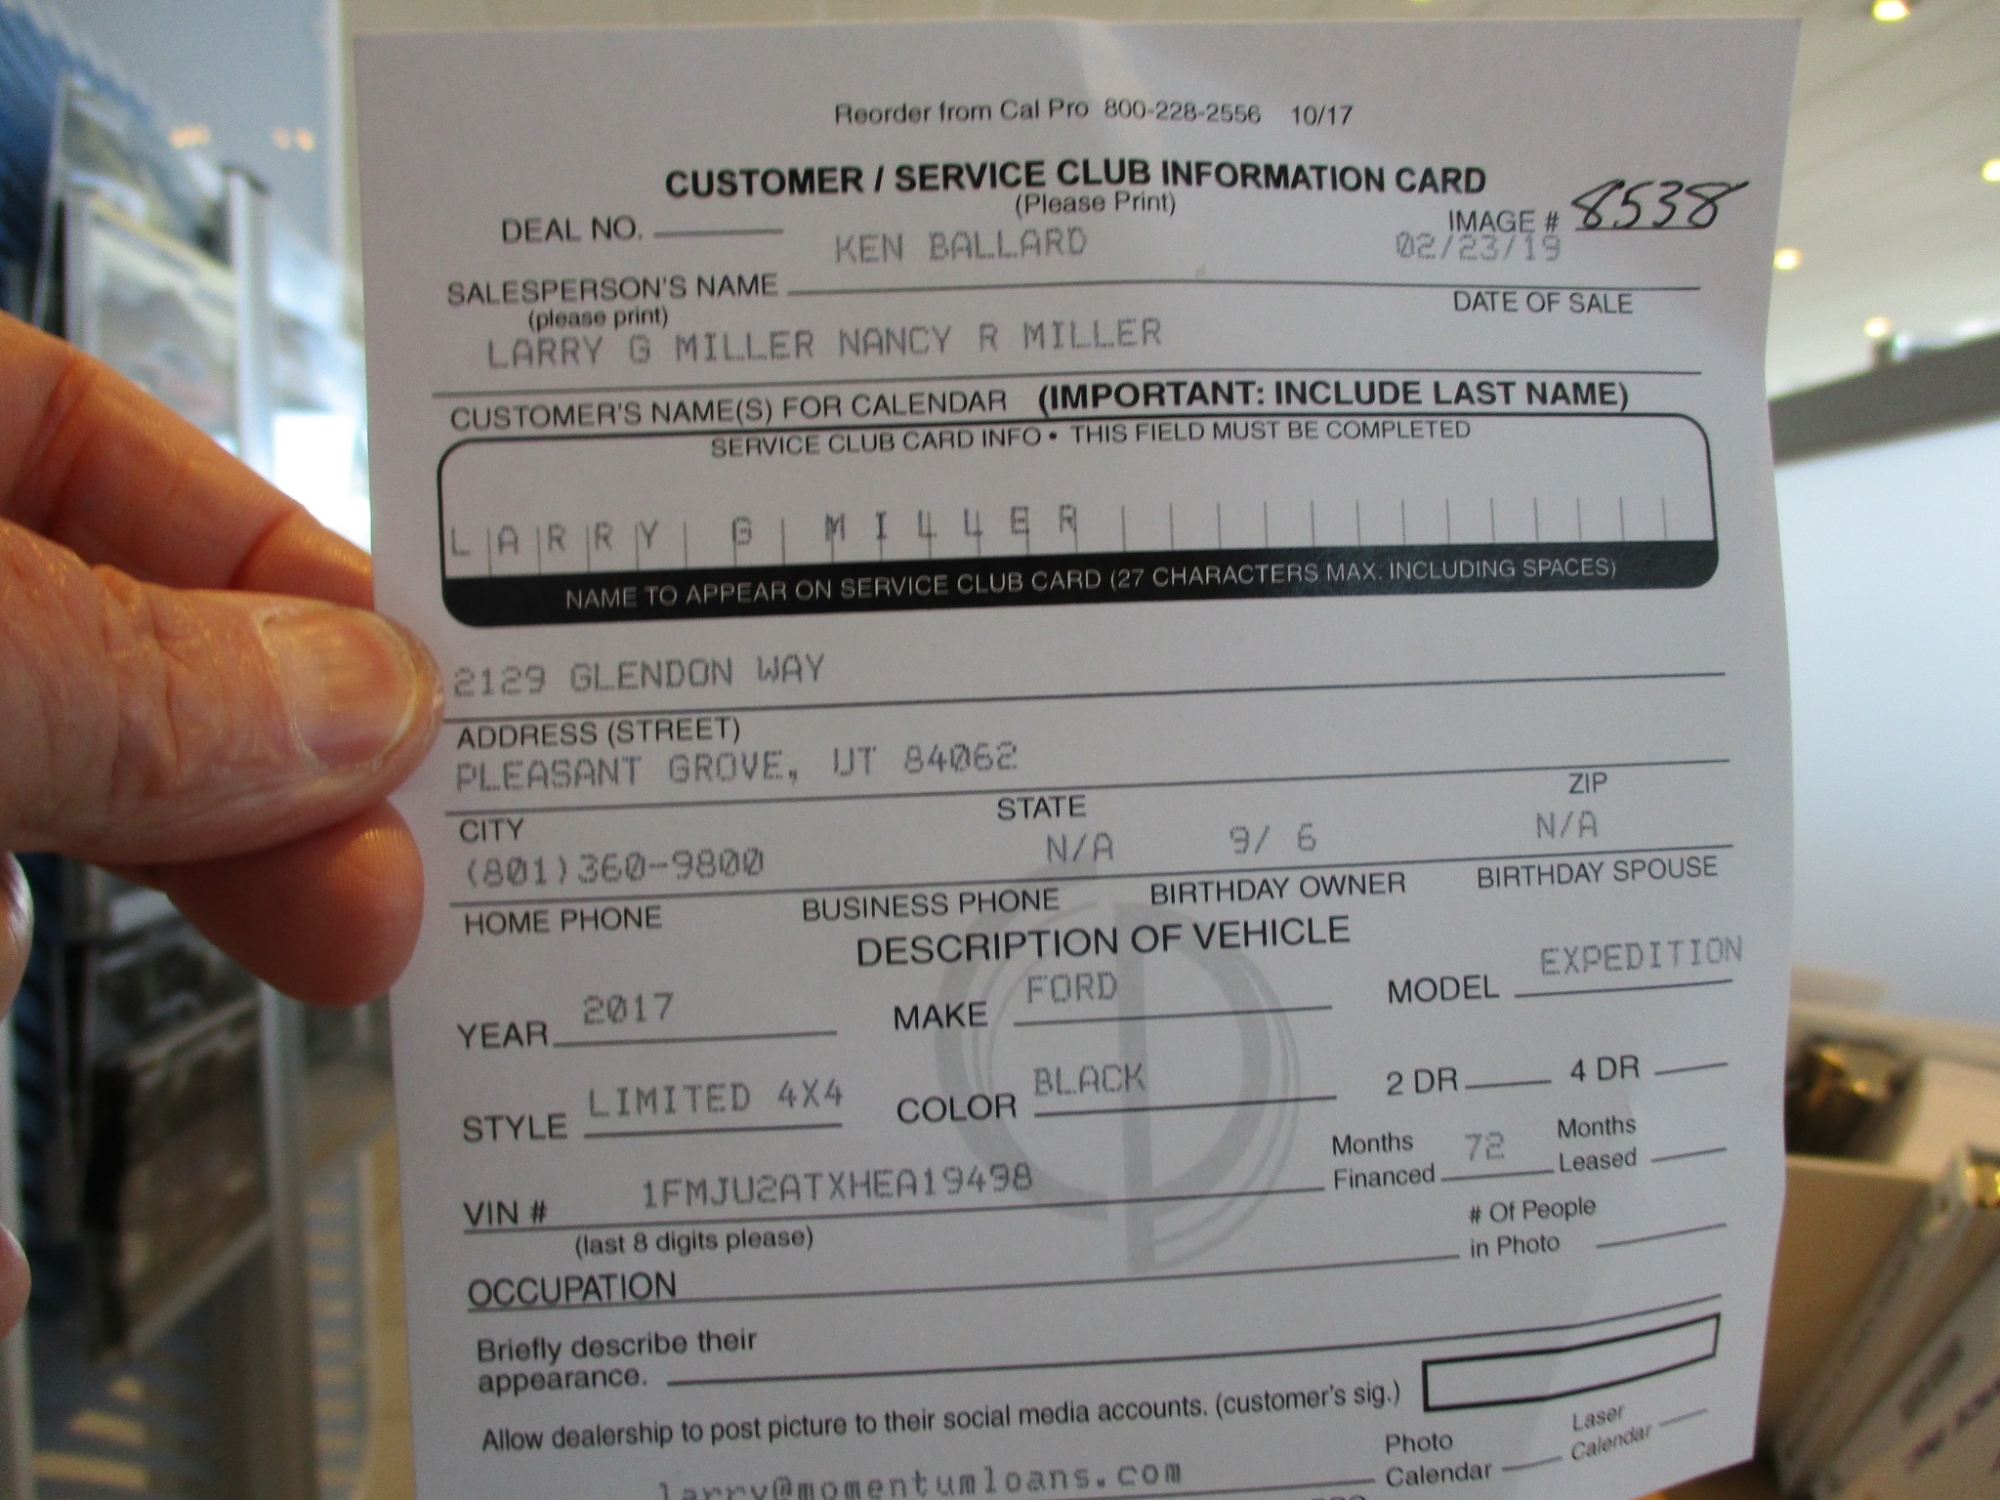 Reorder from Cal Pro 800-228-2556 10/17
CUSTOMER / SERVICE CLUB INFORMATION CARD
(Please Print)
DEAL NO.
IMAGE # 8538
KEN BALLARD 02/23/19
SALESPERSON'S NAME
DATE OF SALE
(please print)
LARRY G MILLER NANCY R MILLER
CUSTOMER'S NAME(S) FOR CALENDAR (IMPORTANT: INCLUDE LAST NAME)
SERVICE CLUB CARD INFO • THIS FIELD MUST BE COMPLETED
LARRY G MILLER
NAME TO APPEAR ON SERVICE CLUB CARD (27 CHARACTERS MAX. INCLUDING SPACES)
2129 GLENDON WAY
ADDRESS (STREET)
PLEASANT GROVE, UT 84062
CITY STATE ZIP
(801)360-9800 N/A 9/ 6 N/A
HOME PHONE BUSINESS PHONE BIRTHDAY OWNER BIRTHDAY SPOUSE
DESCRIPTION OF VEHICLE
YEAR 2017 MAKE FORD MODEL EXPEDITION
STYLE LIMITED 4X4 COLOR BLACK 2 DR 4 DR
Months Financed 72 Months Leased
VIN # 1FMJU2ATXHEA19498
(last 8 digits please)
# Of People in Photo
OCCUPATION
Briefly describe their
appearance.
Allow dealership to post picture to their social media accounts. (customer's sig.)
larry@momentumloans.com
Photo Calendar
Laser Calendar